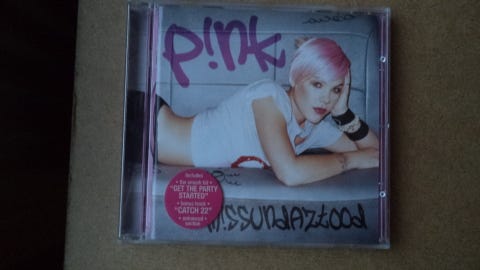 P!nk
Includes
• the smash hit •
"GET THE PARTY
STARTED"
• bonus track •
"CATCH 22"
• enhanced
section
M!ssundaztood